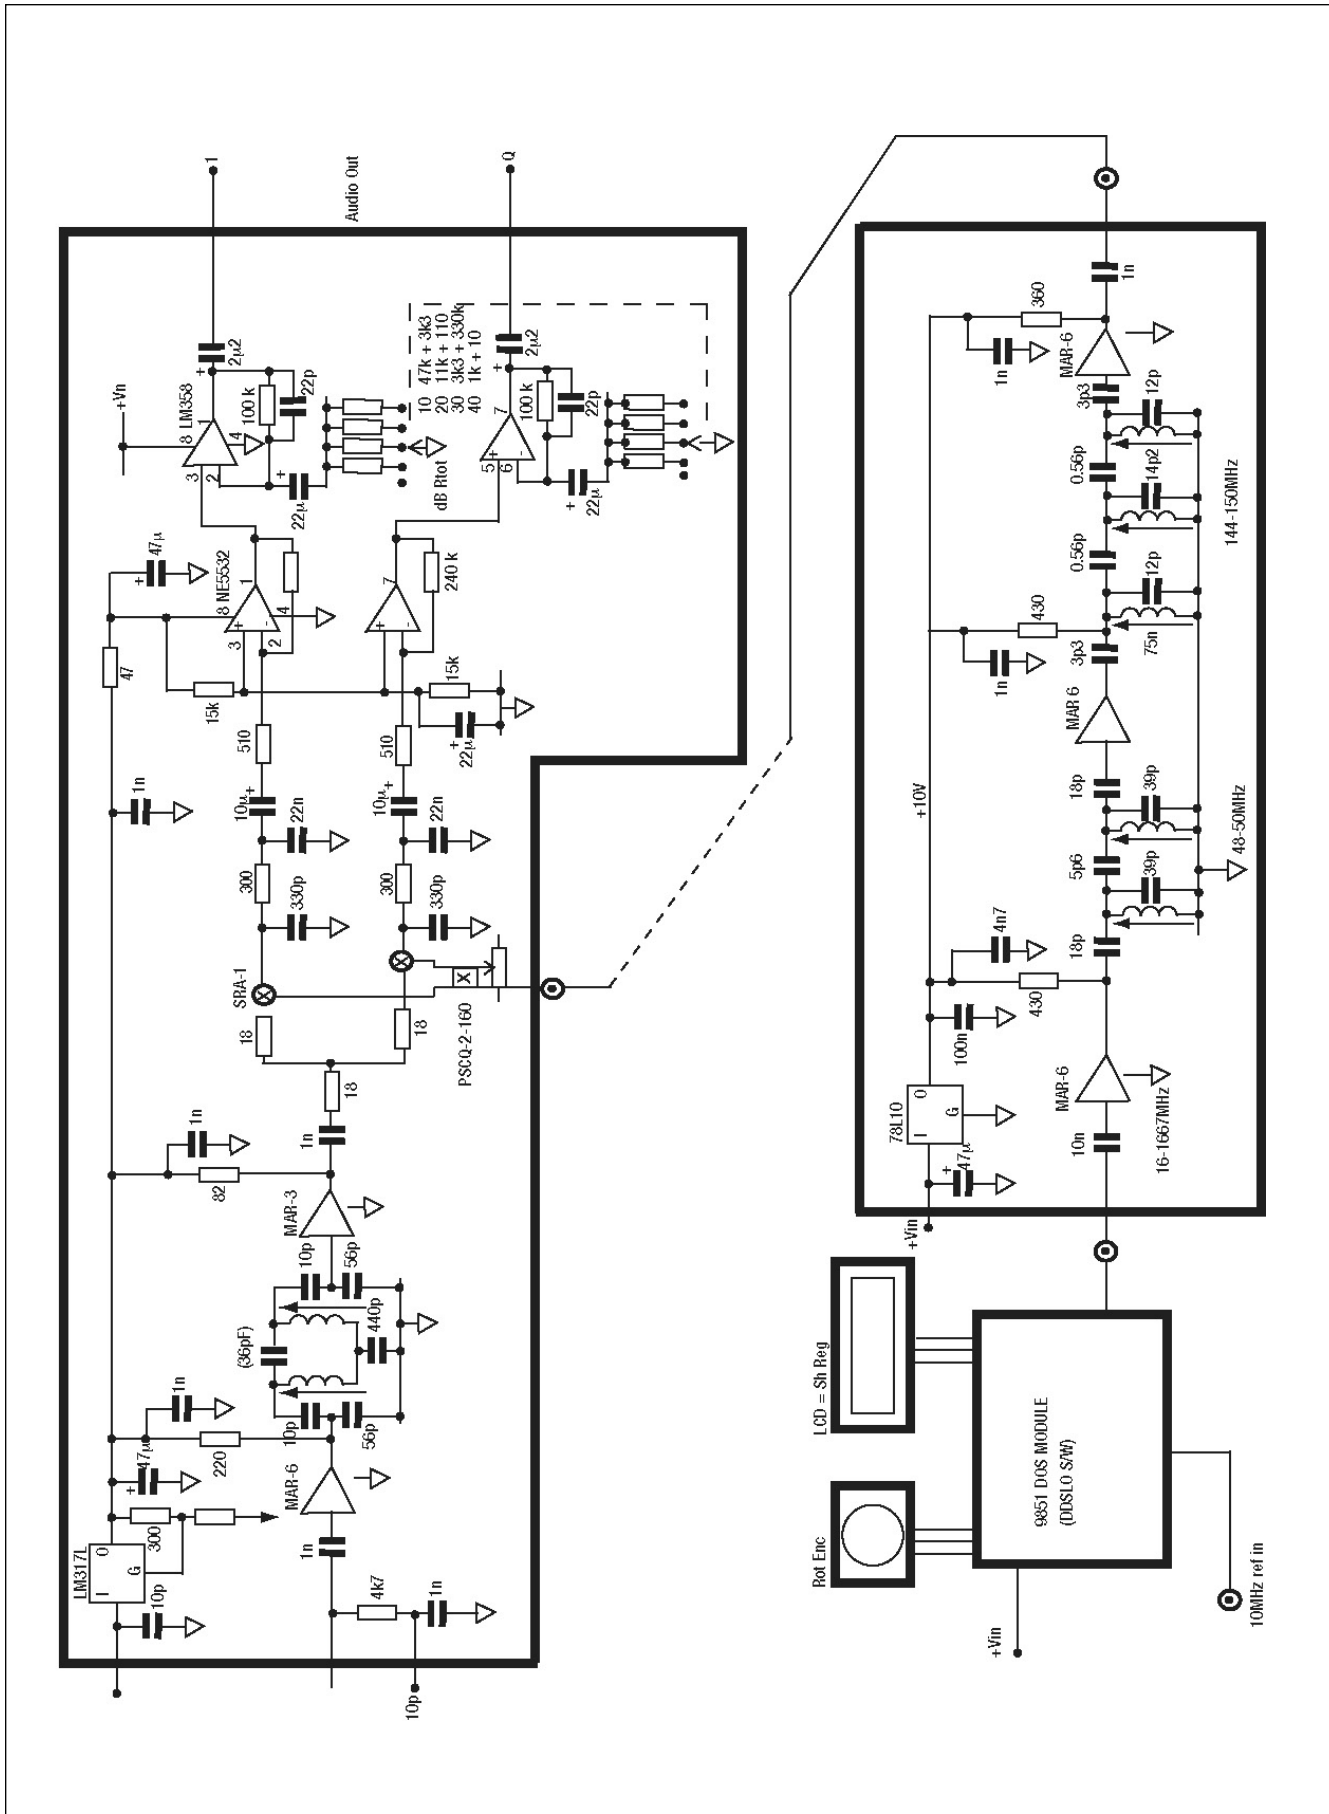 LM317L
I
O
G
10p
300
47µ
+
220
1n
1n
4k7
1n
10p
MAR-6
10p
56p
(36pF)
440p
10p
56p
MAR-3
82
1n
1n
18
18
18
SRA-1
X
PSCQ-2-160
330p
300
22n
10µ
+
510
330p
300
22n
10µ
+
510
1n
15k
47
22µ
+
15k
47µ
+
8 NE5532
3
+
-
2
1
4
+
-
7
240 k
+Vn
8 LM358
3
2
1
4
100 k
22p
22µ
+
2µ2
+
1
Audio Out
dB Rtot
10 47k + 3k3
20 11k + 110
30 3k3 + 330k
40 1k + 10
5
+
6
-
7
100 k
22p
22µ
+
2µ2
+
Q
Rot Enc
LCD = Sh Reg
+Vin
9851 DOS MODULE
(DDSLO S/W)
10MHz ref in
+Vin
47µ
+
78L10
I
O
G
100n
430
4n7
+10V
10n
MAR-6
16-1667MHz
18p
39p
5p6
39p
18p
48-50MHz
MAR 6
3p3
430
1n
75n
12p
0.56p
14p2
0.56p
12p
3p3
144-150MHz
MAR-6
1n
360
1n